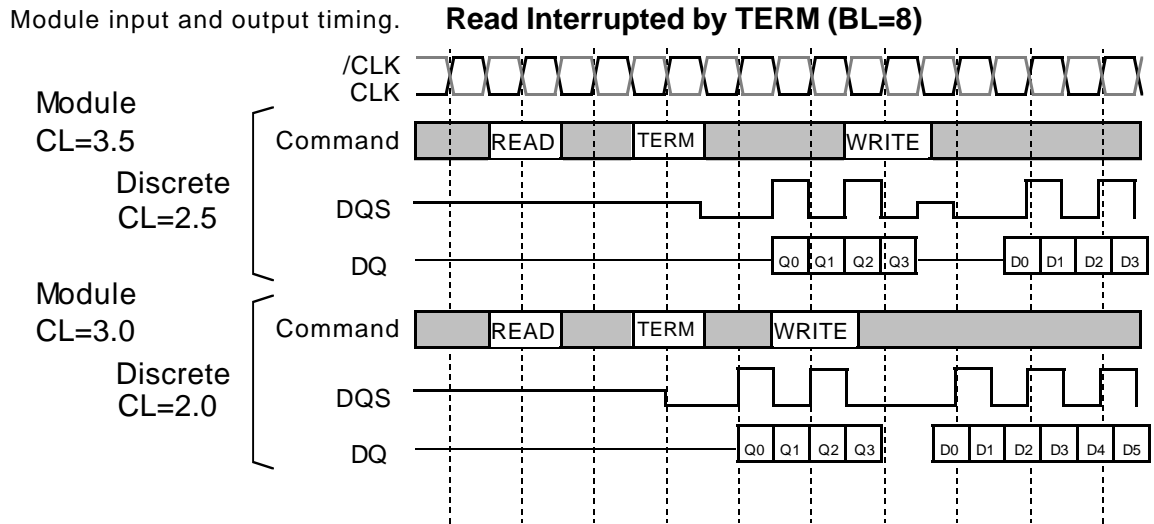 Module input and output timing. Read Interrupted by TERM (BL=8)
/CLK
CLK
Module
CL=3.5
Discrete
CL=2.5
Command READ TERM WRITE
DQS
DQ Q0 Q1 Q2 Q3 D0 D1 D2 D3
Module
CL=3.0
Discrete
CL=2.0
Command READ TERM WRITE
DQS
DQ Q0 Q1 Q2 Q3 D0 D1 D2 D3 D4 D5